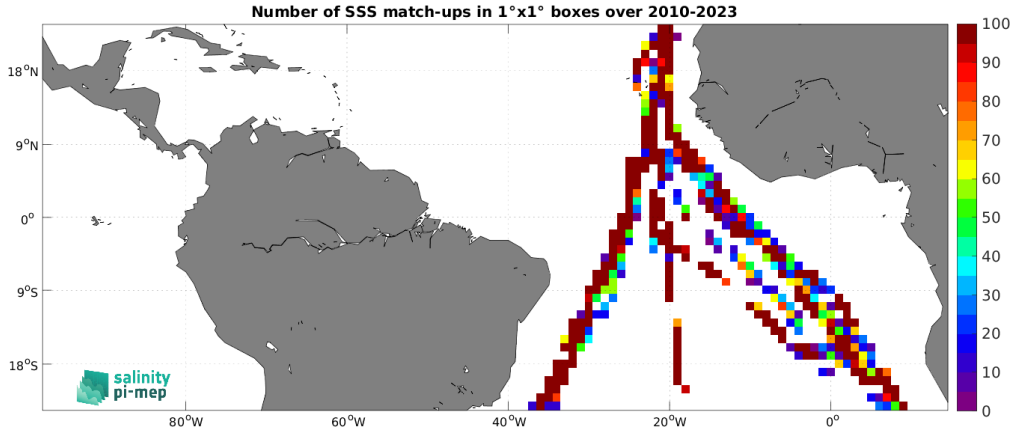 Number of SSS match-ups in 1°x1° boxes over 2010-2023
100
90
80
70
60
50
40
30
20
10
0
18°N
9°N
0°
9°S
18°S
80°W
60°W
40°W
20°W
0°
salinity
pi-mep